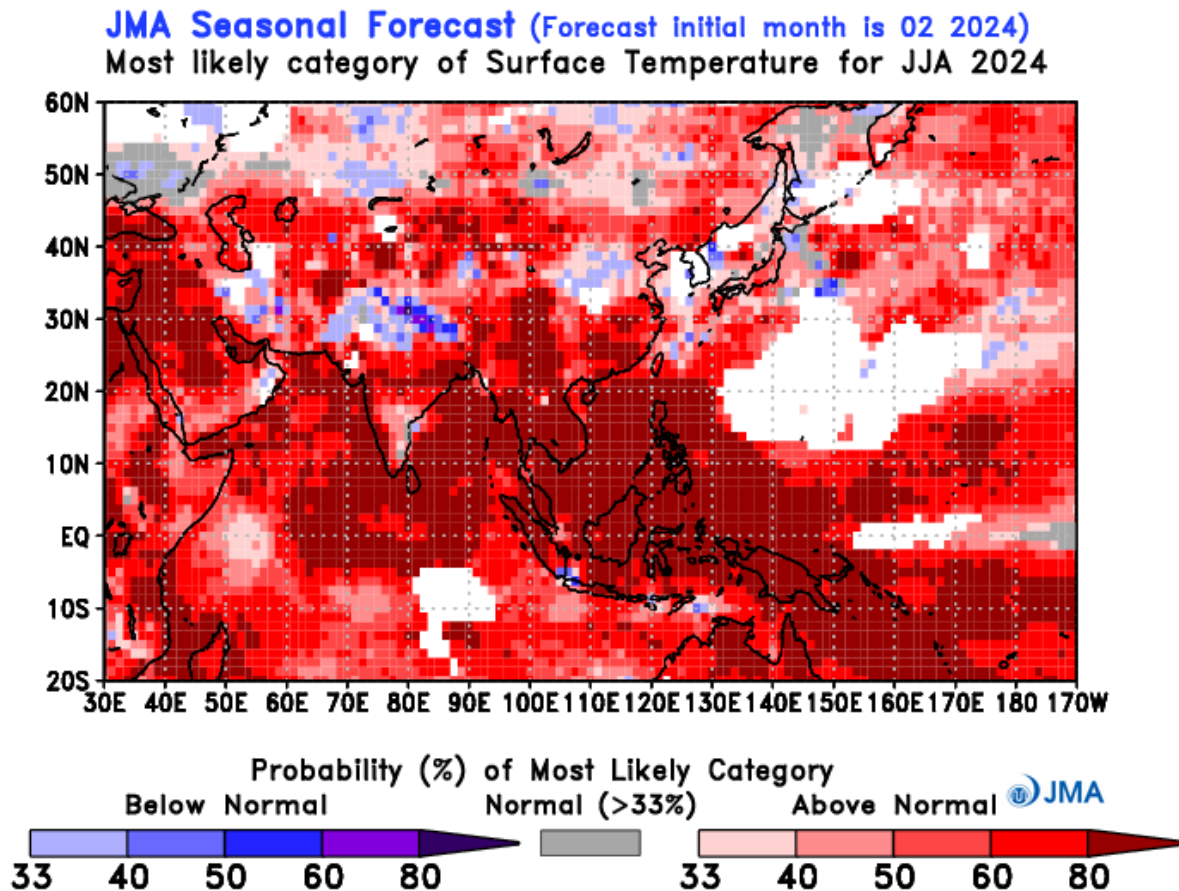 JMA Seasonal Forecast (Forecast initial month is 02 2024)
Most likely category of Surface Temperature for JJA 2024
60N
50N
40N
30N
20N
10N
EQ
10S
20S
30E 40E 50E 60E 70E 80E 90E 100E 110E 120E 130E 140E 150E 160E 170E 180 170W
Probability (%) of Most Likely Category
Below Normal Normal (>33%) Above Normal JMA
33 40 50 60 80 33 40 50 60 80